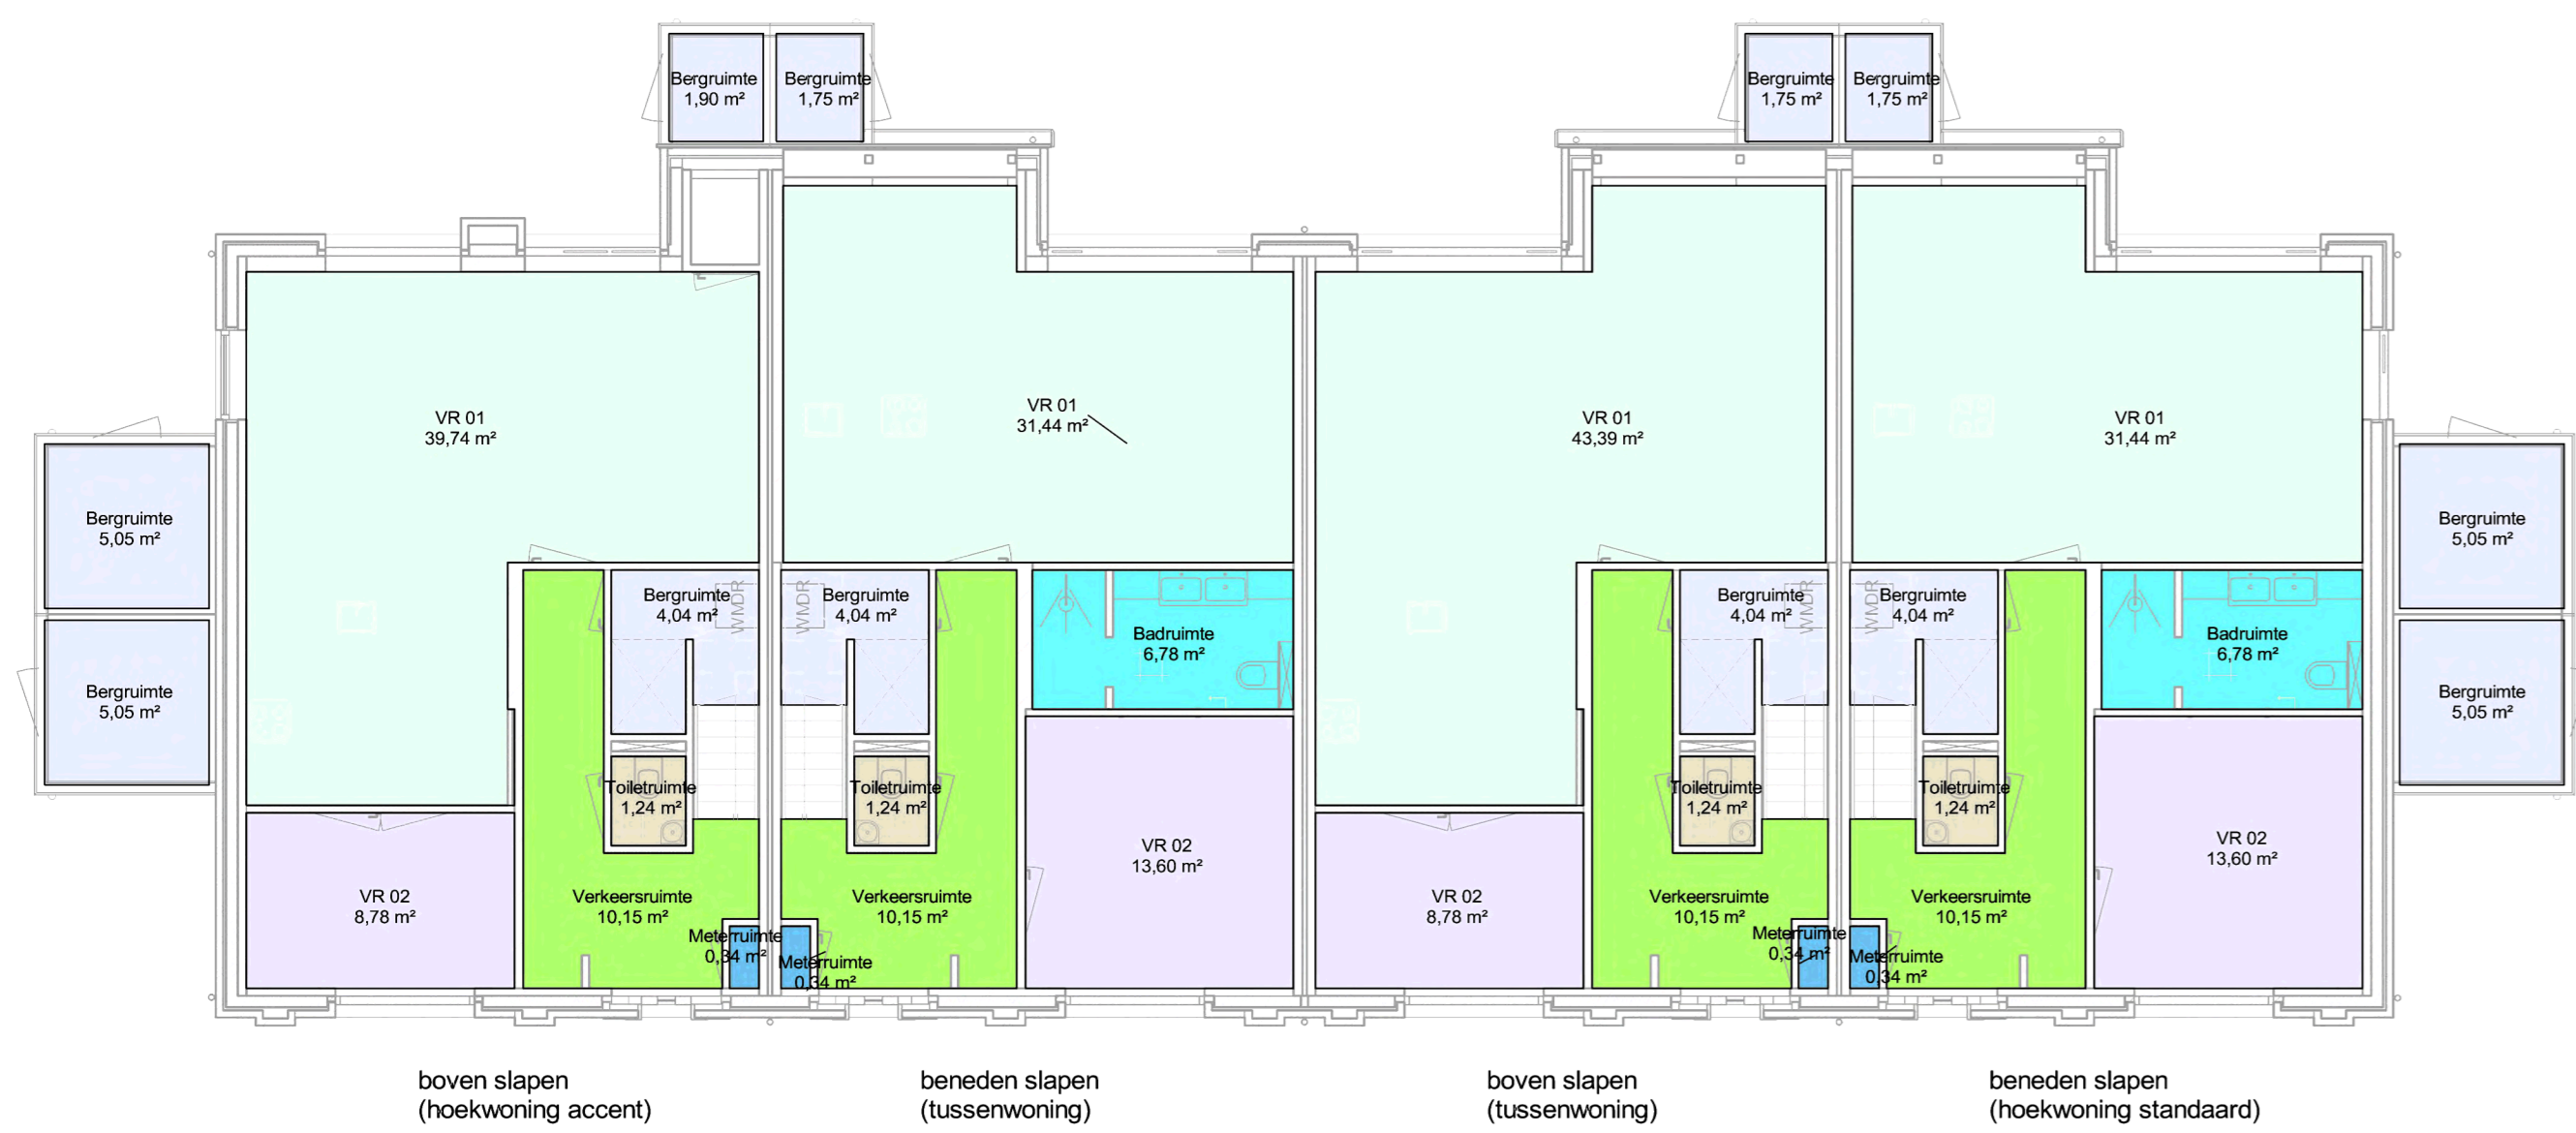 Bergruimte
1,90 m²
Bergruimte
1,75 m²
Bergruimte
1,75 m²
Bergruimte
1,75 m²
VR 01
39,74 m²
VR 01
31,44 m²
VR 01
43,39 m²
VR 01
31,44 m²
Bergruimte
5,05 m²
Bergruimte
5,05 m²
Bergruimte
4,04 m²
WMDR
WMDR
Bergruimte
4,04 m²
Badruimte
6,78 m²
Bergruimte
4,04 m²
WMDR
WMDR
Bergruimte
4,04 m²
Badruimte
6,78 m²
Bergruimte
5,05 m²
Bergruimte
5,05 m²
Toiletruimte
1,24 m²
Toiletruimte
1,24 m²
Toiletruimte
1,24 m²
Toiletruimte
1,24 m²
VR 02
8,78 m²
Verkeersruimte
10,15 m²
Verkeersruimte
10,15 m²
VR 02
13,60 m²
VR 02
8,78 m²
Verkeersruimte
10,15 m²
Verkeersruimte
10,15 m²
VR 02
13,60 m²
Meterruimte
0,34 m²
Meterruimte
0,34 m²
Meterruimte
0,34 m²
Meterruimte
0,34 m²
boven slapen
(hoekwoning accent)
beneden slapen
(tussenwoning)
boven slapen
(tussenwoning)
beneden slapen
(hoekwoning standaard)